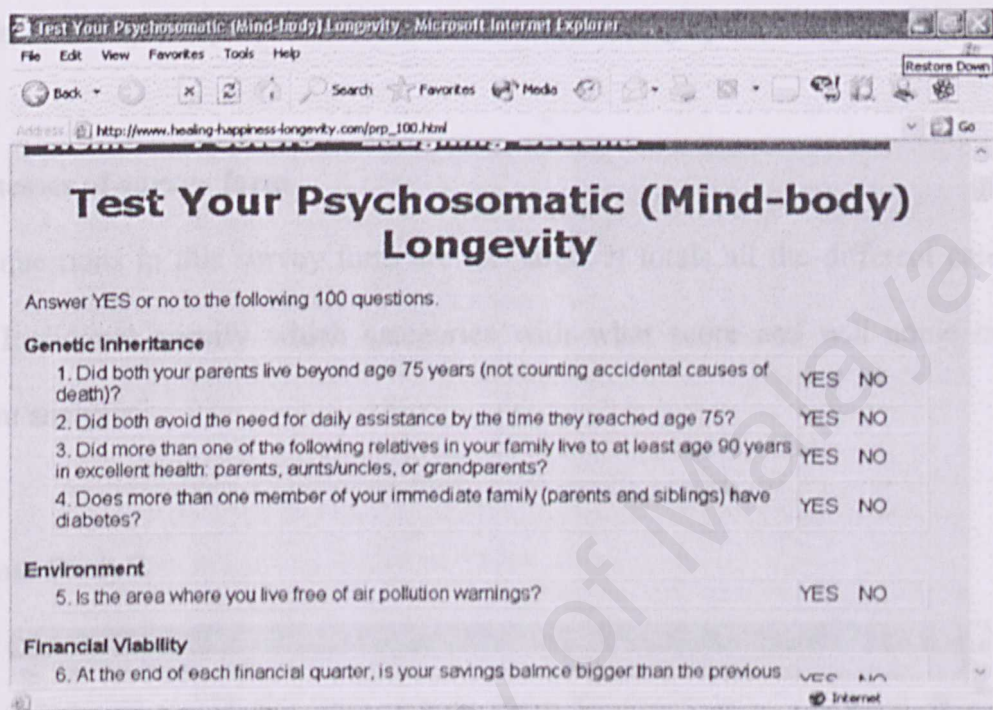 Test Your Psychosomatic (Mind-body) Longevity - Microsoft Internet Explorer
File Edit View Favorites Tools Help
Restore Down
Back Search Favorites Media
Address http://www.healing-happiness-longevity.com/prp_100.html Go
Test Your Psychosomatic (Mind-body)
Longevity
Answer YES or no to the following 100 questions.
Genetic Inheritance
1. Did both your parents live beyond age 75 years (not counting accidental causes of
death)? YES NO
2. Did both avoid the need for daily assistance by the time they reached age 75? YES NO
3. Did more than one of the following relatives in your family live to at least age 90 years
in excellent health: parents, aunts/uncles, or grandparents? YES NO
4. Does more than one member of your immediate family (parents and siblings) have
diabetes? YES NO
Environment
5. Is the area where you live free of air pollution warnings? YES NO
Financial Viability
6. At the end of each financial quarter, is your savings balmce bigger than the previous YES NO
Internet
of Malaya